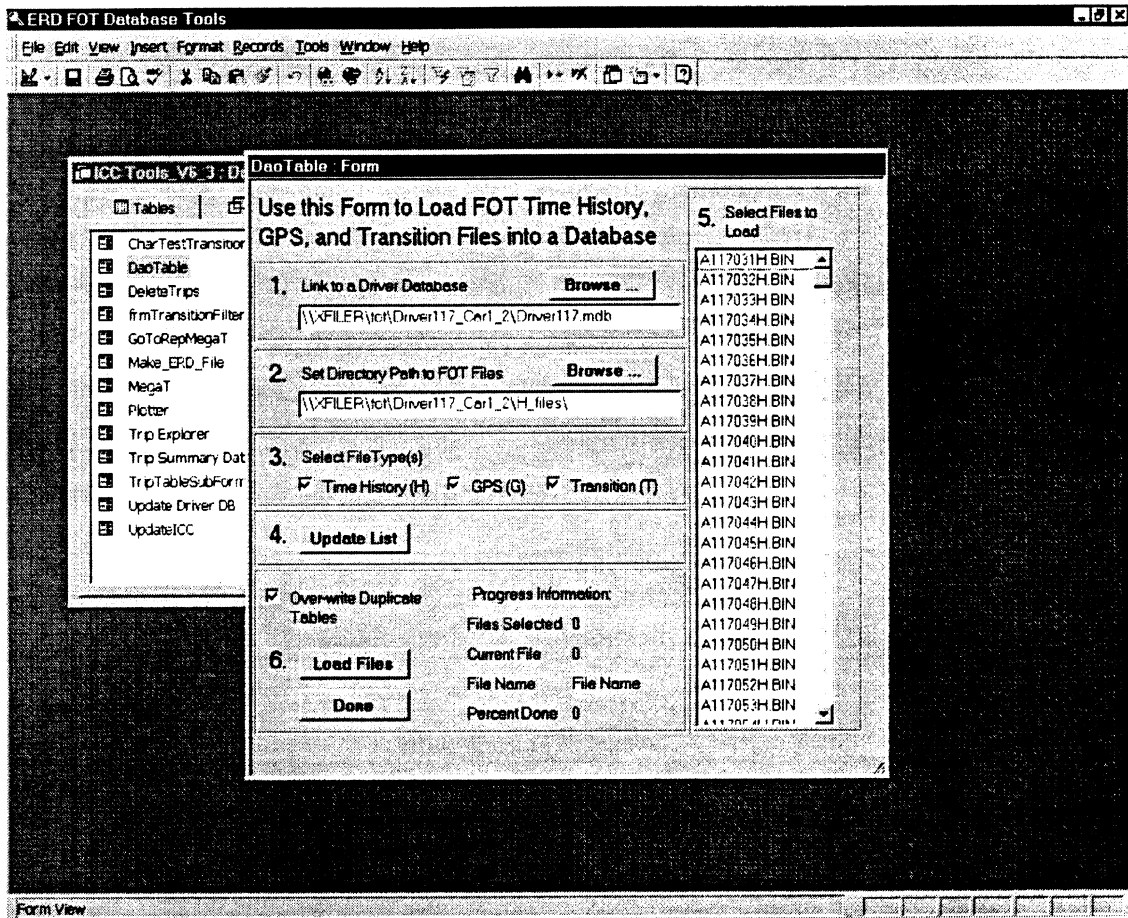 ERD FOT Database Tools
File Edit View Insert Format Records Tools Window Help
ICC Tools_V6_3 : Da
Tables
CharTestTransition
DaoTable
DeleteTrips
frmTransitionFilter
GoToRepMegaT
Make_ERD_File
MegaT
Plotter
Trip Explorer
Trip Summary Dat
TripTableSubForm
Update Driver DB
UpdateICC
DaoTable : Form
Use this Form to Load FOT Time History,
GPS, and Transition Files into a Database
1. Link to a Driver Database Browse ...
\\XFILER\fot\Driver117_Car1_2\Driver117.mdb
2. Set Directory Path to FOT Files Browse ...
\\XFILER\fot\Driver117_Car1_2\H_files\
3. Select File Type(s)
Time History (H) GPS (G) Transition (T)
4. Update List
Over-write Duplicate
Tables
6. Load Files
Done
Progress Information:
Files Selected 0
Current File 0
File Name File Name
Percent Done 0
5. Select Files to
Load
A117031H.BIN
A117032H.BIN
A117033H.BIN
A117034H.BIN
A117035H.BIN
A117036H.BIN
A117037H.BIN
A117038H.BIN
A117039H.BIN
A117040H.BIN
A117041H.BIN
A117042H.BIN
A117043H.BIN
A117044H.BIN
A117045H.BIN
A117046H.BIN
A117047H.BIN
A117048H.BIN
A117049H.BIN
A117050H.BIN
A117051H.BIN
A117052H.BIN
A117053H.BIN
Form View